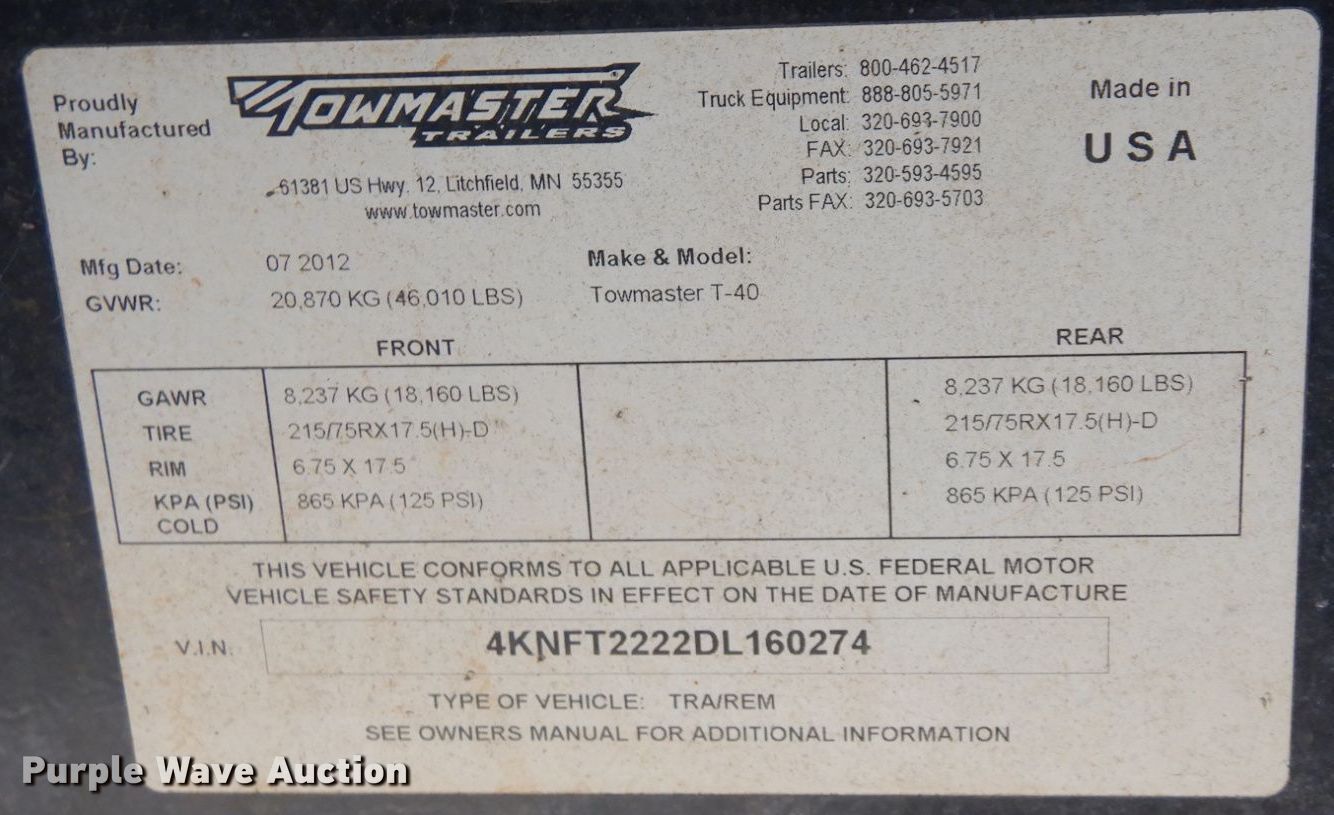 Proudly
Manufactured
By:
TOWMASTER®
TRAILERS
61381 US Hwy. 12, Litchfield, MN 55355
www.towmaster.com
Trailers: 800-462-4517
Truck Equipment: 888-805-5971
Local: 320-693-7900
FAX: 320-693-7921
Parts: 320-593-4595
Parts FAX: 320-693-5703
Made in
USA
Mfg Date: 07 2012
GVWR: 20,870 KG (46,010 LBS)
Make & Model:
Towmaster T-40
FRONT REAR
GAWR 8,237 KG (18,160 LBS) 8,237 KG (18,160 LBS)
TIRE 215/75RX17.5(H)-D 215/75RX17.5(H)-D
RIM 6.75 X 17.5 6.75 X 17.5
KPA (PSI) 865 KPA (125 PSI) 865 KPA (125 PSI)
COLD
THIS VEHICLE CONFORMS TO ALL APPLICABLE U.S. FEDERAL MOTOR
VEHICLE SAFETY STANDARDS IN EFFECT ON THE DATE OF MANUFACTURE
V.I.N. 4KNFT2222DL160274
TYPE OF VEHICLE: TRA/REM
SEE OWNERS MANUAL FOR ADDITIONAL INFORMATION
Purple Wave Auction